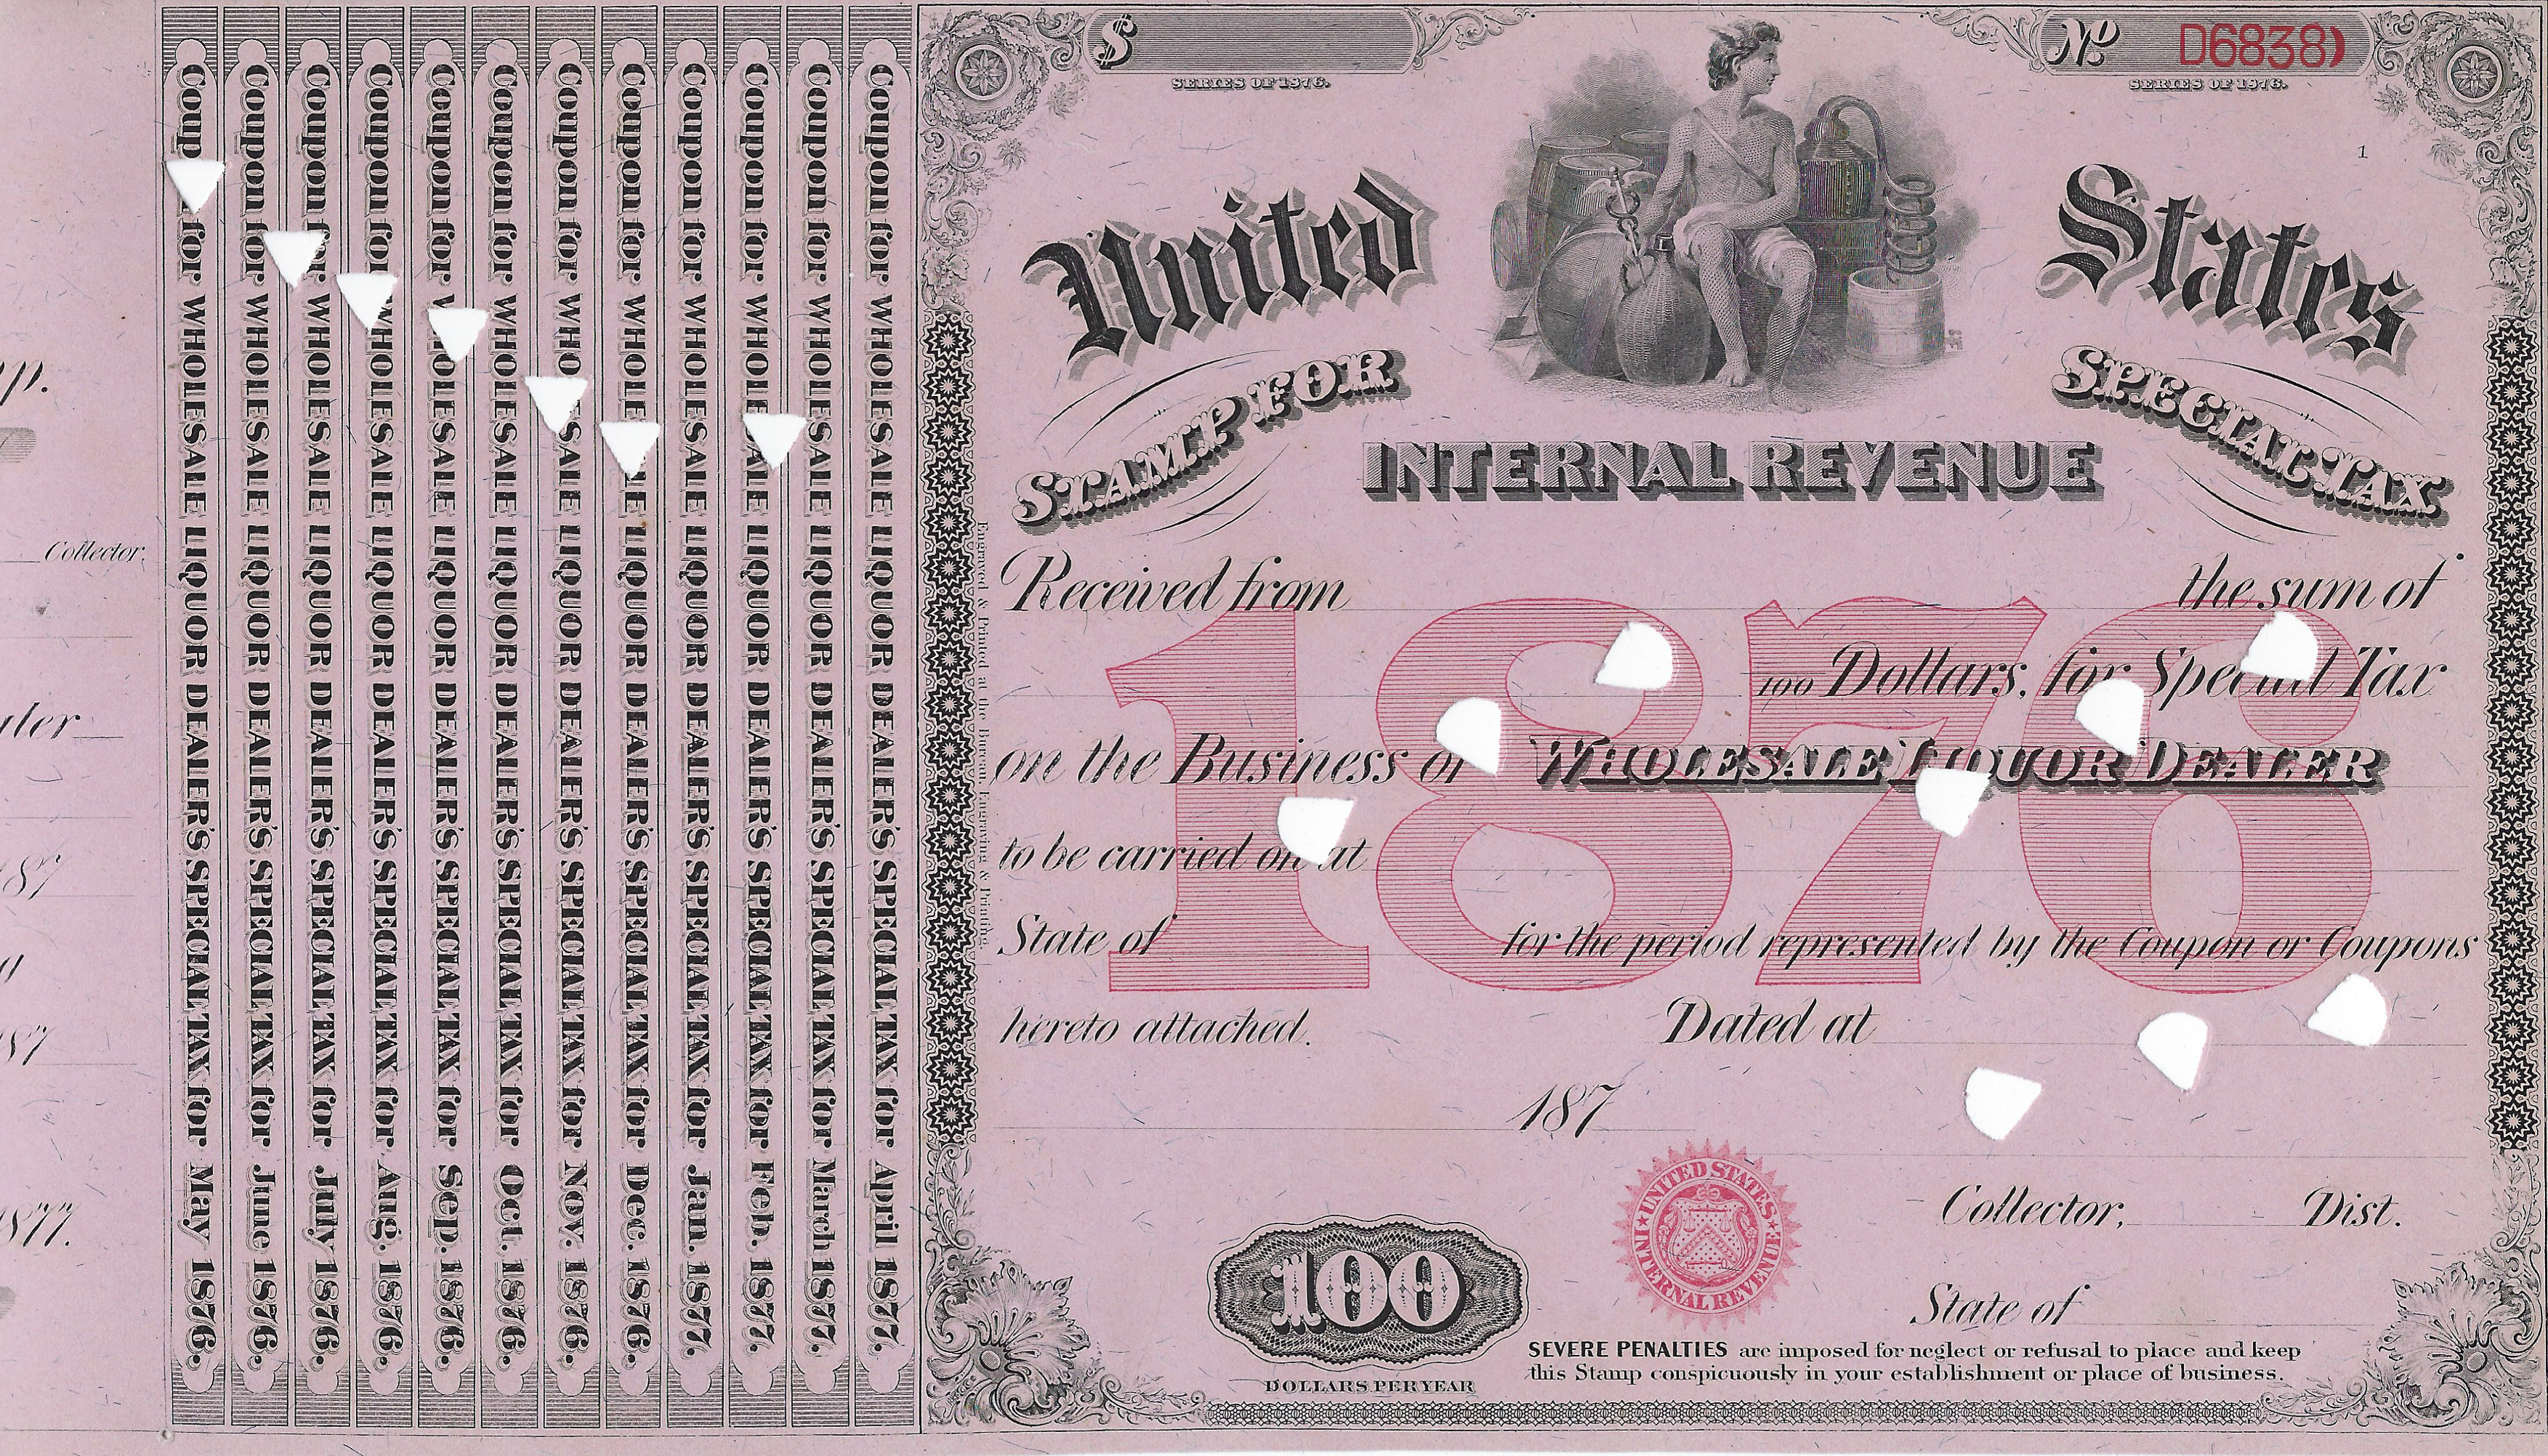 p.
Collector,
187
187
1877.
Coupon for WHOLESALE LIQUOR DEALER'S SPECIAL TAX for May 1876.
Coupon for WHOLESALE LIQUOR DEALER'S SPECIAL TAX for June 1876.
Coupon for WHOLESALE LIQUOR DEALER'S SPECIAL TAX for July 1876.
Coupon for WHOLESALE LIQUOR DEALER'S SPECIAL TAX for Aug. 1876.
Coupon for WHOLESALE LIQUOR DEALER'S SPECIAL TAX for Sep. 1876.
Coupon for WHOLESALE LIQUOR DEALER'S SPECIAL TAX for Oct. 1876.
Coupon for WHOLESALE LIQUOR DEALER'S SPECIAL TAX for Nov. 1876.
Coupon for WHOLESALE LIQUOR DEALER'S SPECIAL TAX for Dec. 1876.
Coupon for WHOLESALE LIQUOR DEALER'S SPECIAL TAX for Jan. 1877.
Coupon for WHOLESALE LIQUOR DEALER'S SPECIAL TAX for Feb. 1877.
Coupon for WHOLESALE LIQUOR DEALER'S SPECIAL TAX for March 1877.
Coupon for WHOLESALE LIQUOR DEALER'S SPECIAL TAX for April 1877.
Engraved & Printed at the Bureau, Engraving & Printing.
$
SERIES OF 1876.
No D6838)
SERIES OF 1876.
1
United States
STAMP FOR SPECIAL TAX
INTERNAL REVENUE
Received from the sum of
100 Dollars, for Special Tax
on the Business of WHOLESALE LIQUOR DEALER
to be carried on at
State of for the period represented by the Coupon or Coupons
hereto attached. Dated at
187
1876
Collector, Dist.
State of
UNITED STATES INTERNAL REVENUE
100
DOLLARS PER YEAR
SEVERE PENALTIES are imposed for neglect or refusal to place and keep
this Stamp conspicuously in your establishment or place of business.